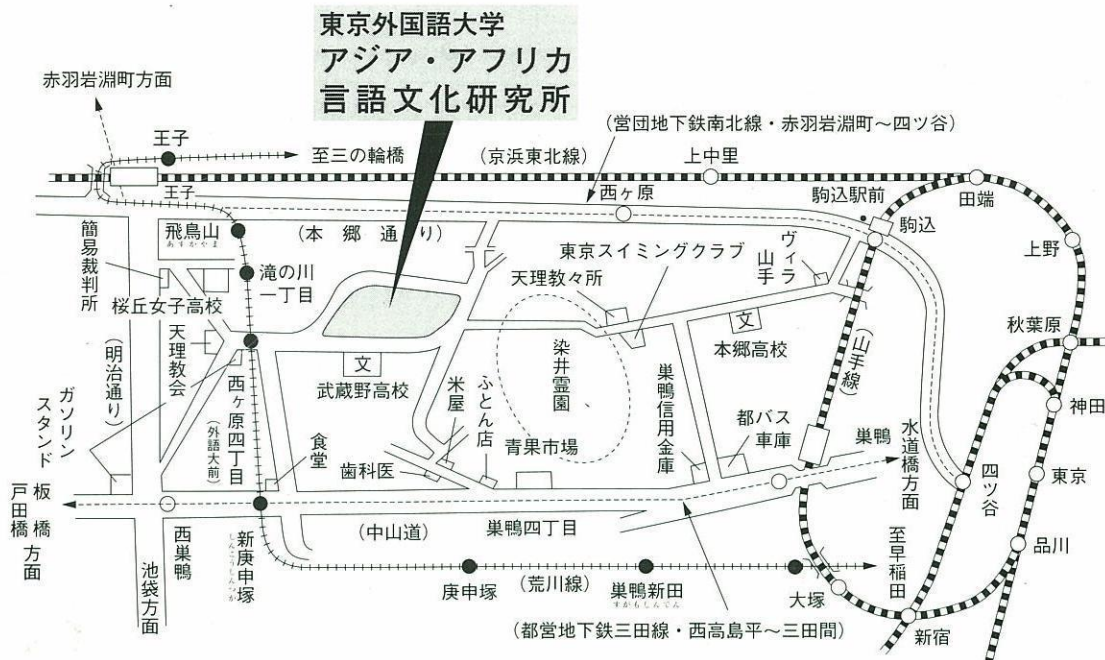 東京外国語大学
アジア・アフリカ
言語文化研究所
赤羽岩淵町方面
王子
至三の輪橋
(京浜東北線)
上中里
(営団地下鉄南北線・赤羽岩淵町〜四ツ谷)
王子
西ヶ原
駒込駅前
駒込
田端
飛鳥山
あすかやま
(本郷通り)
簡易裁判所
滝の川
一丁目
東京スイミングクラブ
ヴィラ
山手
天理教々所
上野
桜丘女子高校
文
本郷高校
秋葉原
天理教会
(明治通り)
文
武蔵野高校
染井霊園
(山手線)
神田
ガソリン
スタンド
西ヶ原四丁目
(外語大前)
米屋
ふとん店
巣鴨信用金庫
都バス
車庫
巣鴨
水道橋方面
食堂
歯科医
青果市場
四ツ谷
東京
板橋
戸田橋
方面
西巣鴨
(中山道)
巣鴨四丁目
池袋方面
新庚申塚
しんこうしんづか
品川
至早稲田
庚申塚
(荒川線)
巣鴨新田
すがもしんでん
大塚
新宿
(都営地下鉄三田線・西高島平〜三田間)